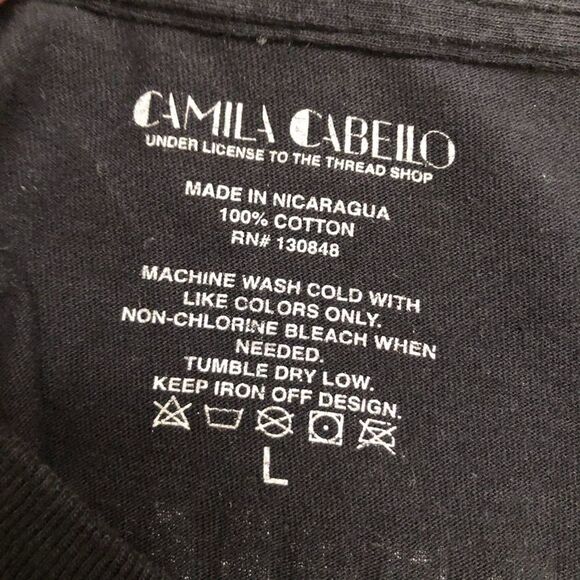 CAMILA CABELLO
UNDER LICENSE TO THE THREAD SHOP
MADE IN NICARAGUA
100% COTTON
RN# 130848
MACHINE WASH COLD WITH
LIKE COLORS ONLY.
NON-CHLORINE BLEACH WHEN
NEEDED.
TUMBLE DRY LOW.
KEEP IRON OFF DESIGN.
L